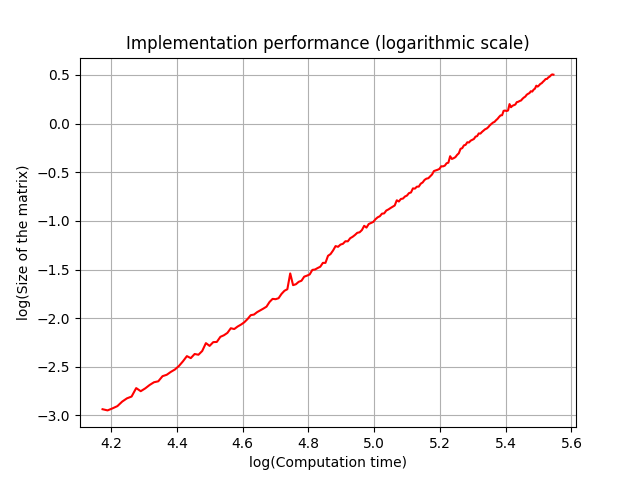 Implementation performance (logarithmic scale)
log(Size of the matrix)
0.5
0.0
−0.5
−1.0
−1.5
−2.0
−2.5
−3.0
4.2 4.4 4.6 4.8 5.0 5.2 5.4 5.6
log(Computation time)